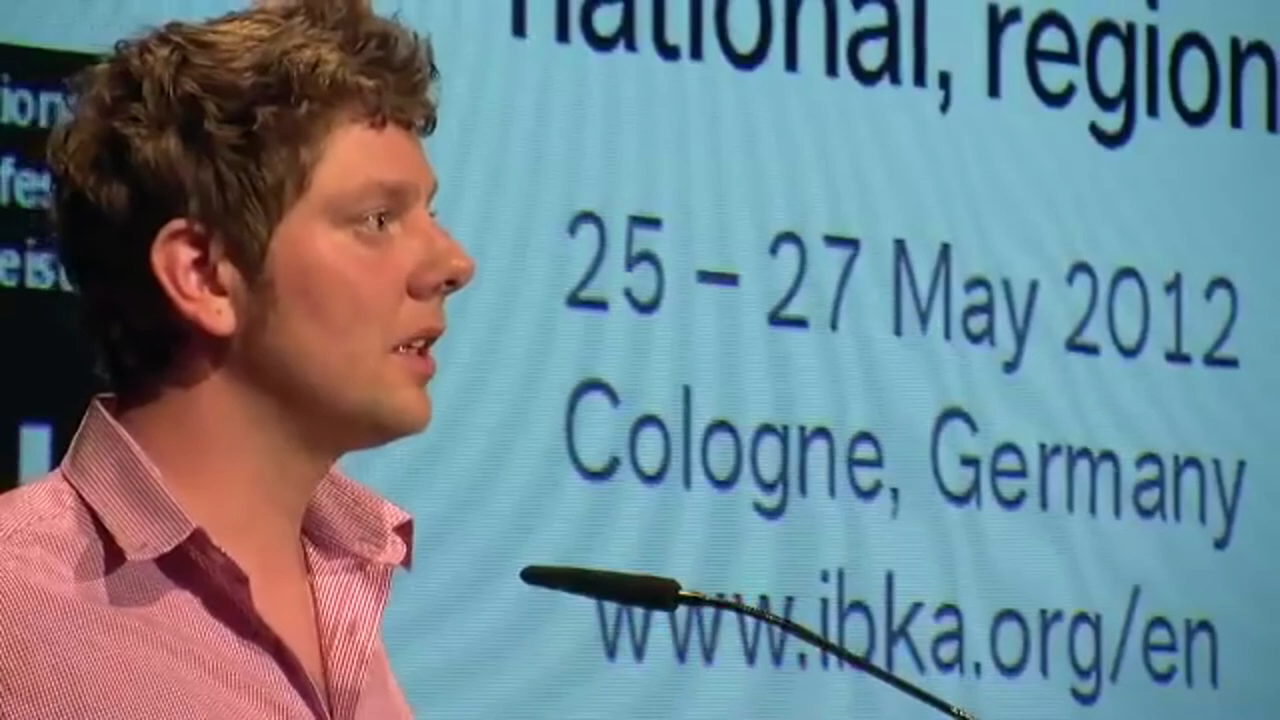 national, region
25 – 27 May 2012
Cologne, Germany
www.ibka.org/en